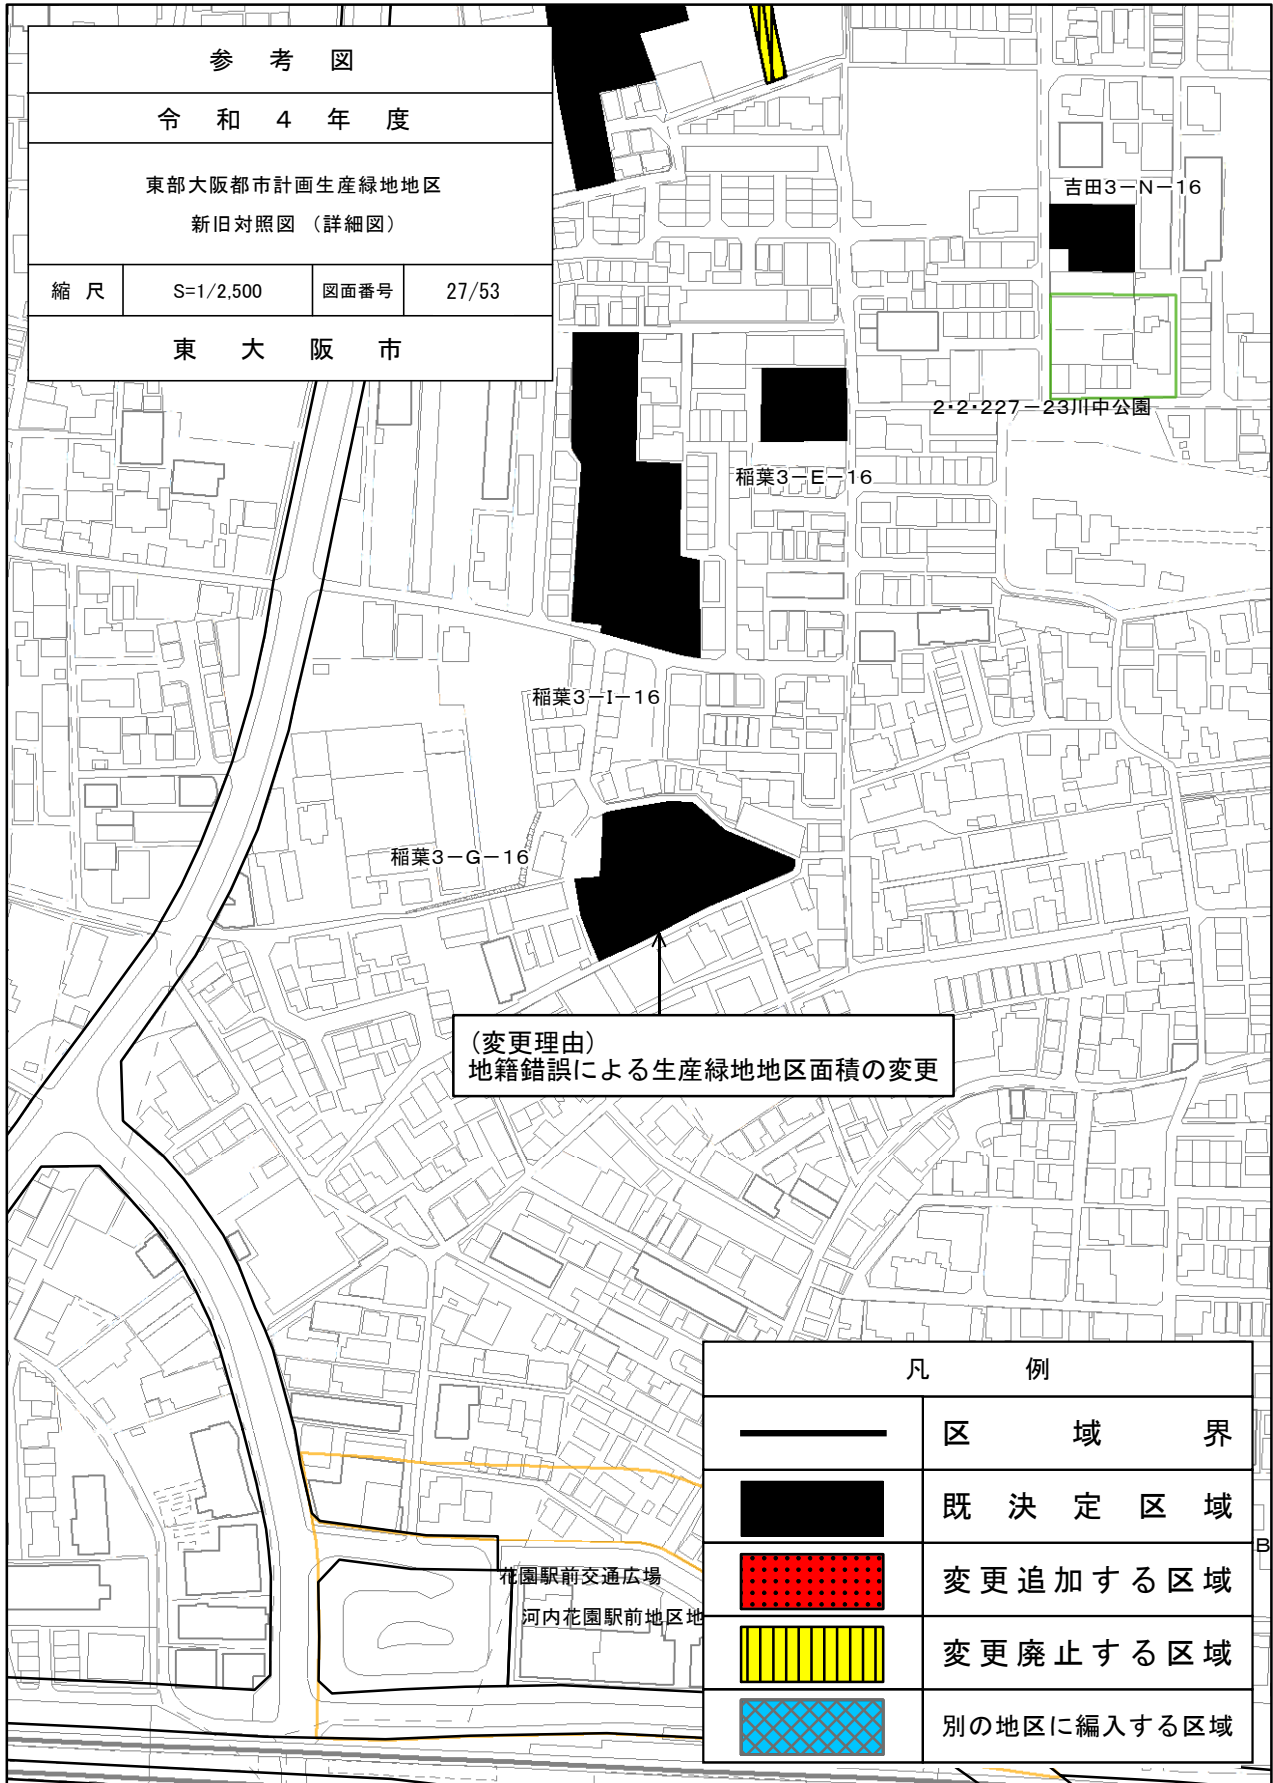 参考図
令和4年度
東部大阪都市計画生産緑地地区
新旧対照図 (詳細図)
縮尺 S=1/2,500 図面番号 27/53
東大阪市
吉田3-N-16
2・2・227-23川中公園
稲葉3-E-16
稲葉3-I-16
稲葉3-G-16
(変更理由)
地籍錯誤による生産緑地地区面積の変更
凡例
区域界
既決定区域
変更追加する区域
変更廃止する区域
別の地区に編入する区域
B
花園駅前交通広場
河内花園駅前地区地